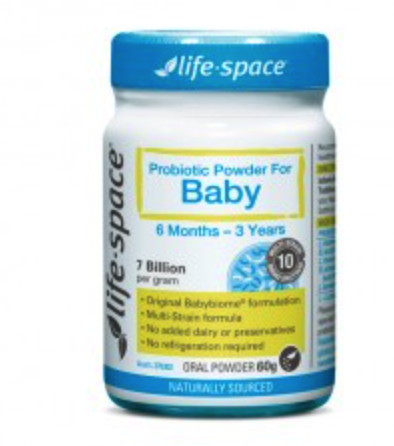 life·space
life·space
Probiotic Powder For
Baby
6 Months – 3 Years
7 Billion
per gram
10
• Original Babybiome® formulation
• Multi-Strain formula
• No added dairy or preservatives
• No refrigeration required
ORAL POWDER 60g
NATURALLY SOURCED